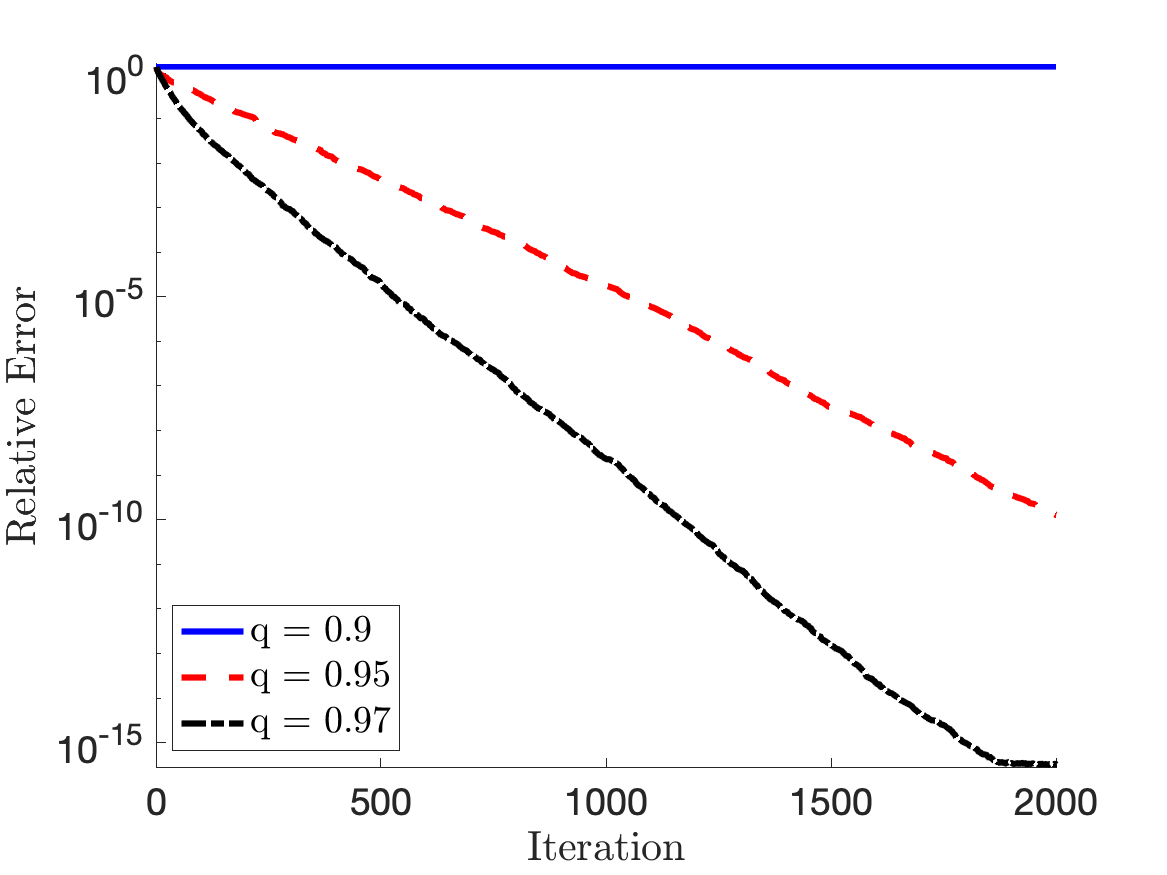 10^0
10^-5
10^-10
10^-15
Relative Error
q = 0.9
q = 0.95
q = 0.97
0 500 1000 1500 2000
Iteration